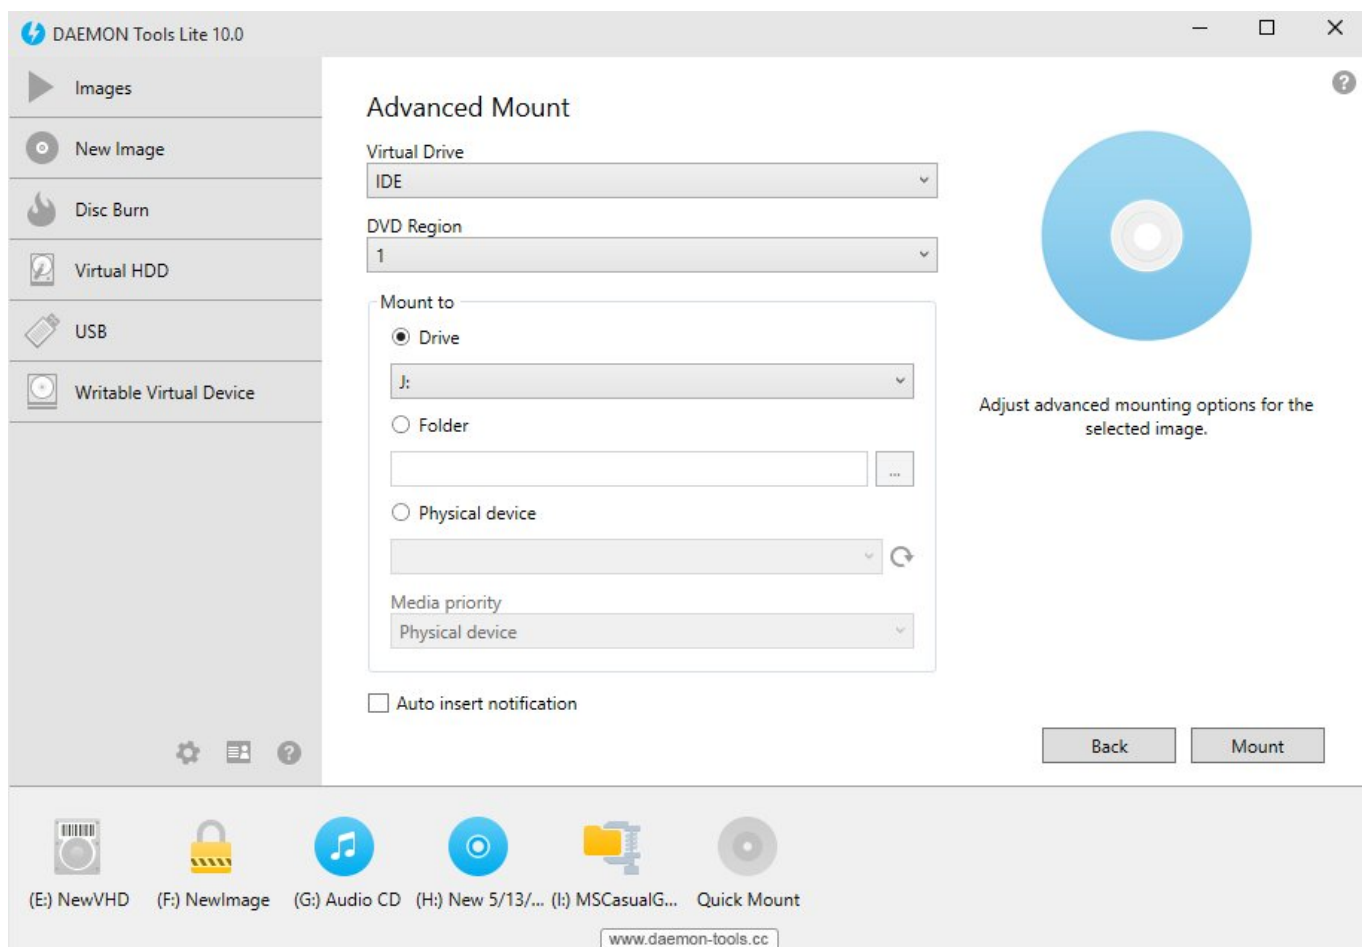 DAEMON Tools Lite 10.0
Images
New Image
Disc Burn
Virtual HDD
USB
Writable Virtual Device
Advanced Mount
Virtual Drive
IDE
DVD Region
1
Mount to
Drive
J:
Folder
...
Physical device
Media priority
Physical device
Auto insert notification
Adjust advanced mounting options for the
selected image.
Back
Mount
(E:) NewVHD
(F:) NewImage
(G:) Audio CD
(H:) New 5/13/...
(I:) MSCasualG...
Quick Mount
www.daemon-tools.cc